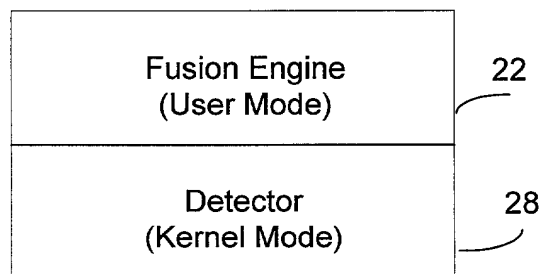 Fusion Engine
(User Mode)
22
Detector
(Kernel Mode)
28